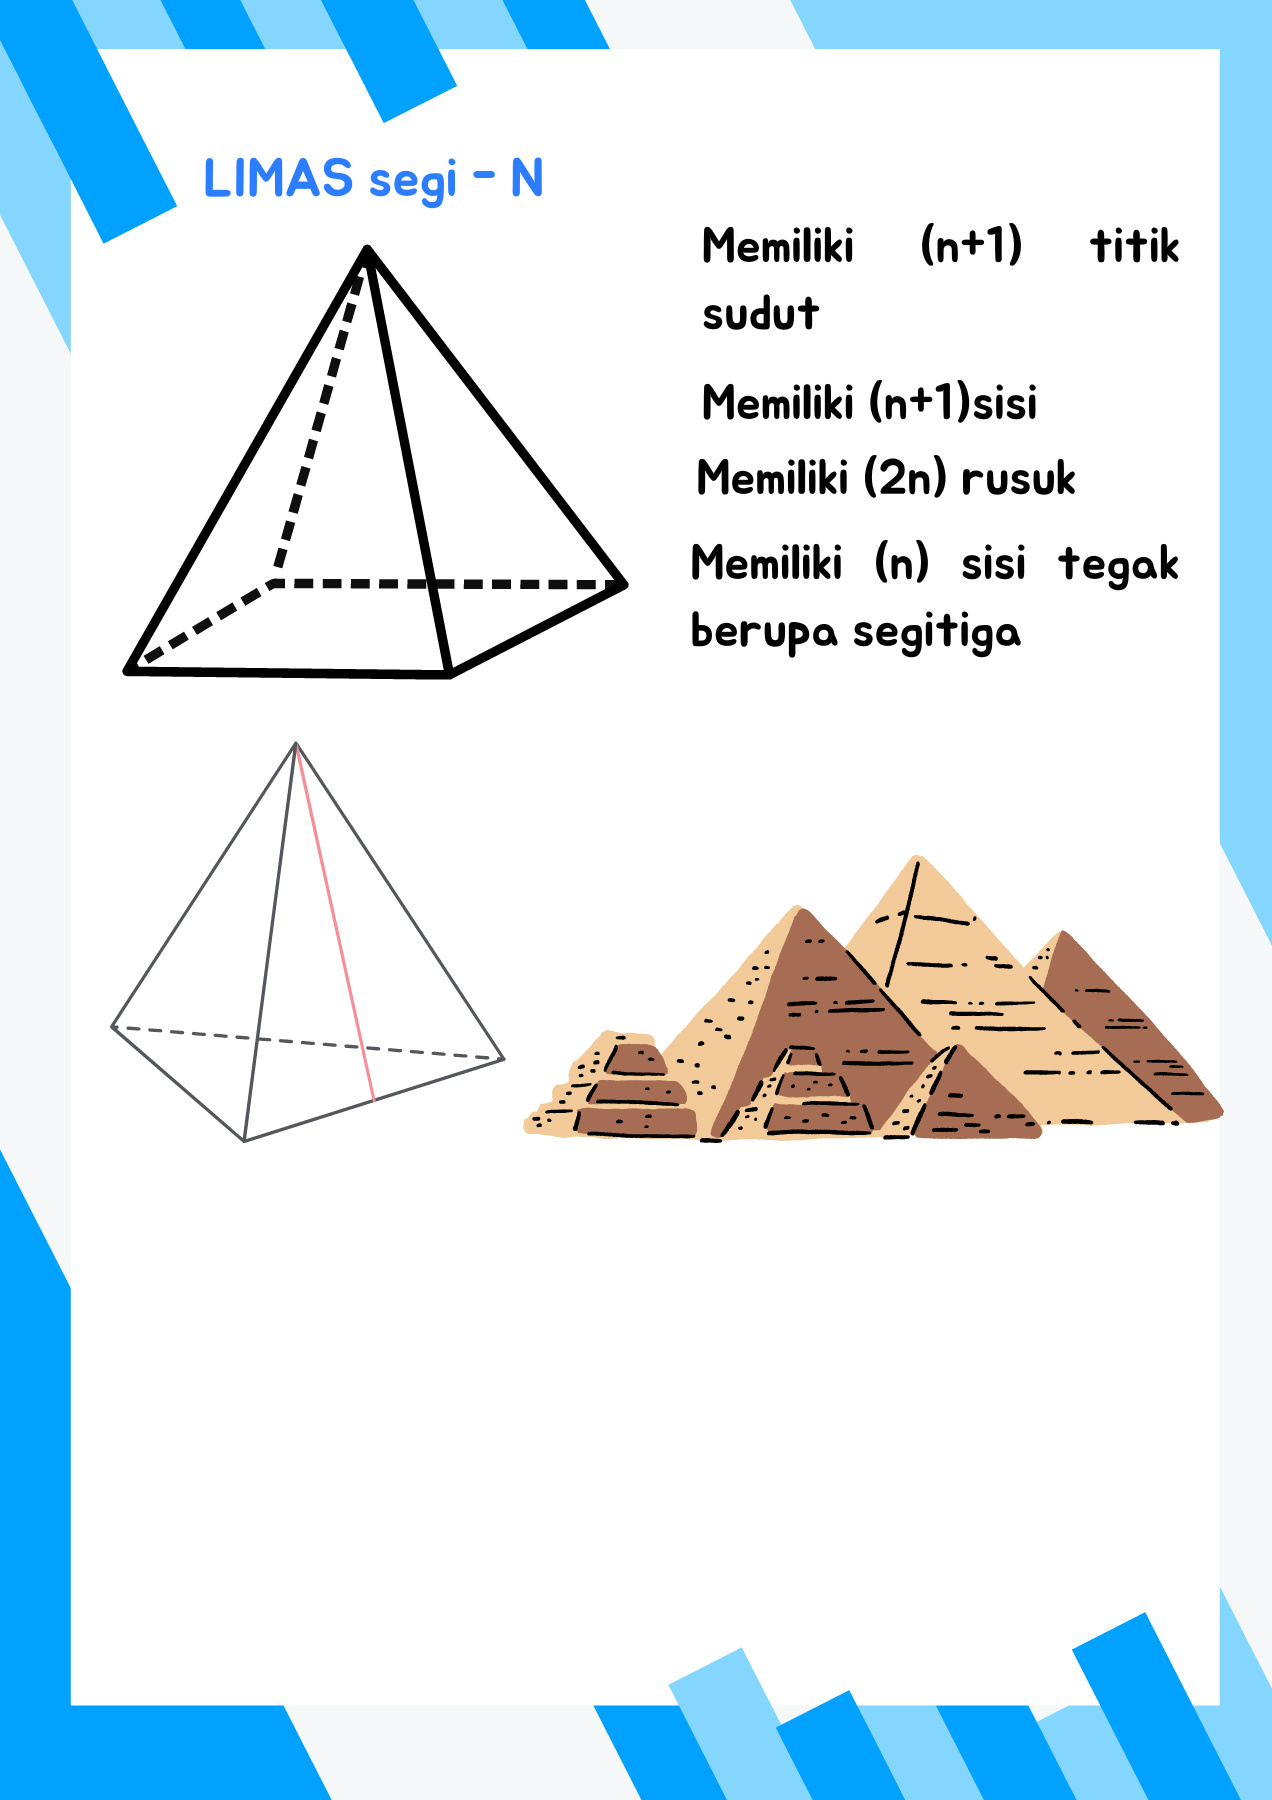 LIMAS segi - N
Memiliki (n+1) titik
sudut
Memiliki (n+1)sisi
Memiliki (2n) rusuk
Memiliki (n) sisi tegak
berupa segitiga